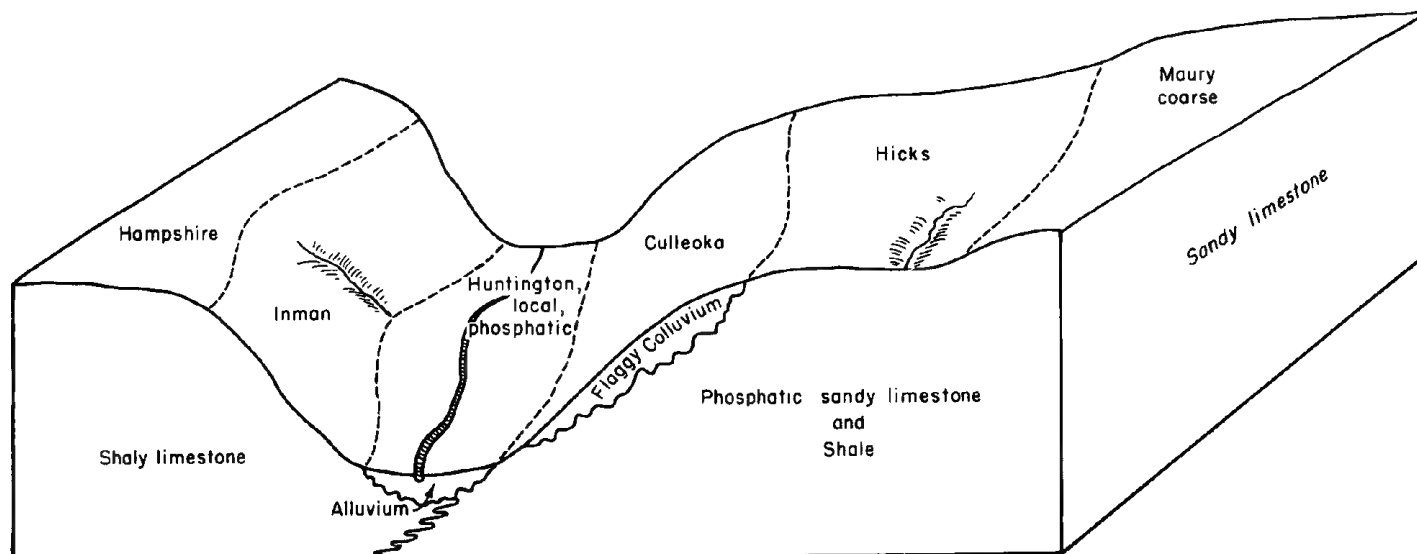 Maury
coarse
Hicks
Hampshire
Culleoka
Sandy limestone
Huntington,
local,
phosphatic
Inman
Flaggy Colluvium
Phosphatic sandy limestone
and
Shale
Shaly limestone
Alluvium